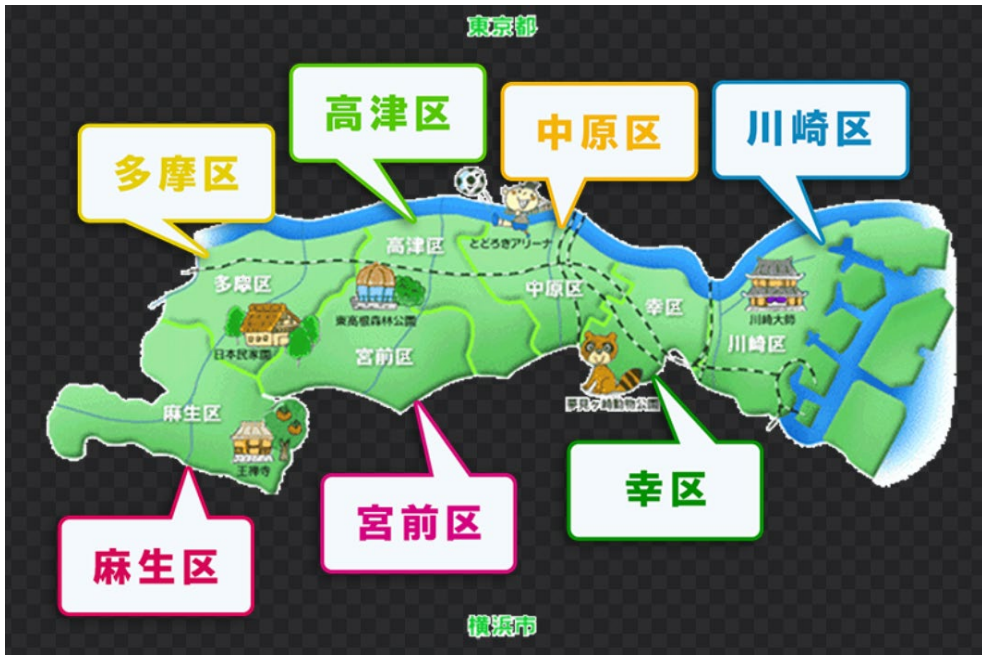 東京都
高津区
中原区
川崎区
多摩区
高津区
とどろきアリーナ
多摩区
中原区
幸区
川崎大師
東高根森林公園
川崎区
日本民家園
宮前区
夢見ケ崎動物公園
麻生区
王禅寺
幸区
宮前区
麻生区
横浜市